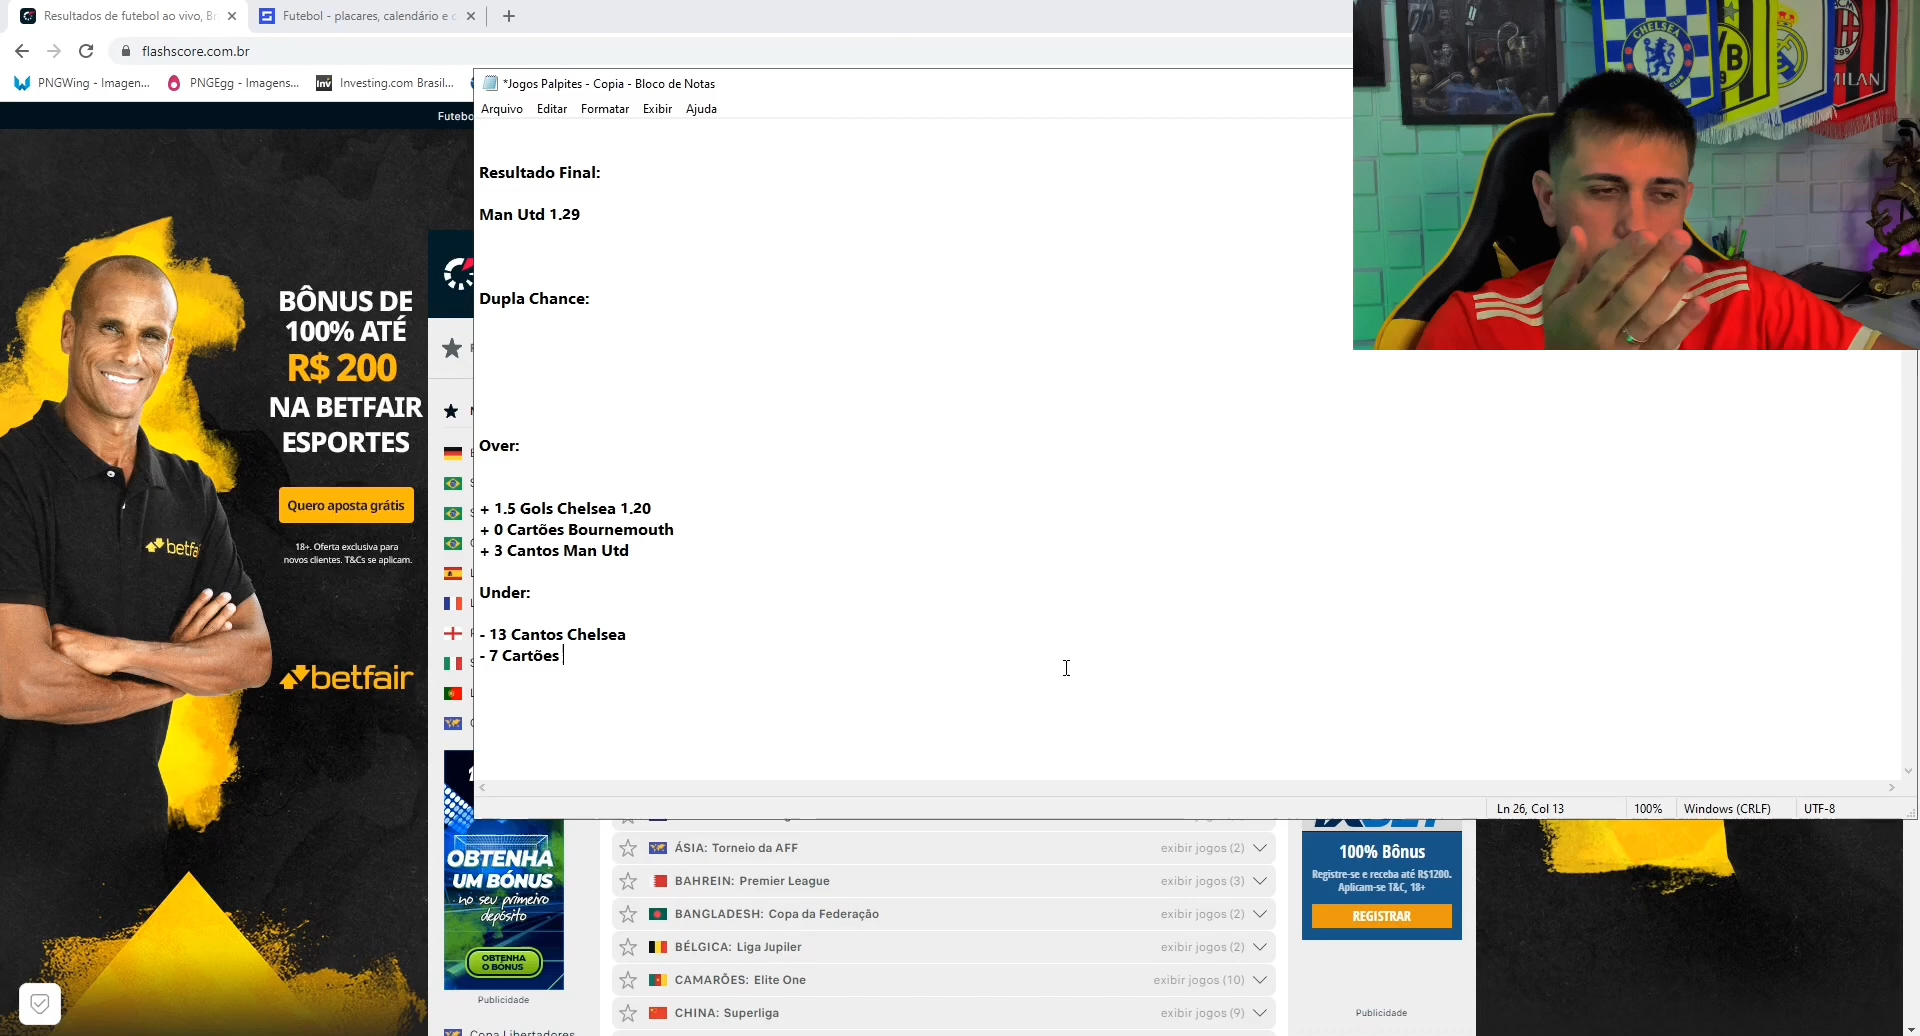 Resultados de futebol ao vivo, Br
Futebol - placares, calendário e c
flashscore.com.br
PNGWing - Imagen...
PNGEgg - Imagens...
Inv
Investing.com Brasil...
Futebo
*Jogos Palpites - Copia - Bloco de Notas
Arquivo Editar Formatar Exibir Ajuda
Resultado Final:
Man Utd 1.29
Dupla Chance:
Over:
+ 1.5 Gols Chelsea 1.20
+ 0 Cartões Bournemouth
+ 3 Cantos Man Utd
Under:
- 13 Cantos Chelsea
- 7 Cartões
Ln 26, Col 13
100%
Windows (CRLF)
UTF-8
CHELSEA
MILAN
BÔNUS DE
100% ATÉ
R$ 200
NA BETFAIR
ESPORTES
Quero aposta grátis
18+. Oferta exclusiva para
novos clientes. T&Cs se aplicam.
betfair
OBTENHA
UM BÔNUS
no seu primeiro
depósito
OBTENHA
O BONUS
Publicidade
Copa Libertadores
ÁSIA: Torneio da AFF exibir jogos (2)
BAHREIN: Premier League exibir jogos (3)
BANGLADESH: Copa da Federação exibir jogos (2)
BÉLGICA: Liga Jupiler exibir jogos (2)
CAMARÕES: Elite One exibir jogos (10)
CHINA: Superliga exibir jogos (9)
100% Bônus
Registre-se e receba até R$1200.
Aplicam-se T&C, 18+
REGISTRAR
Publicidade